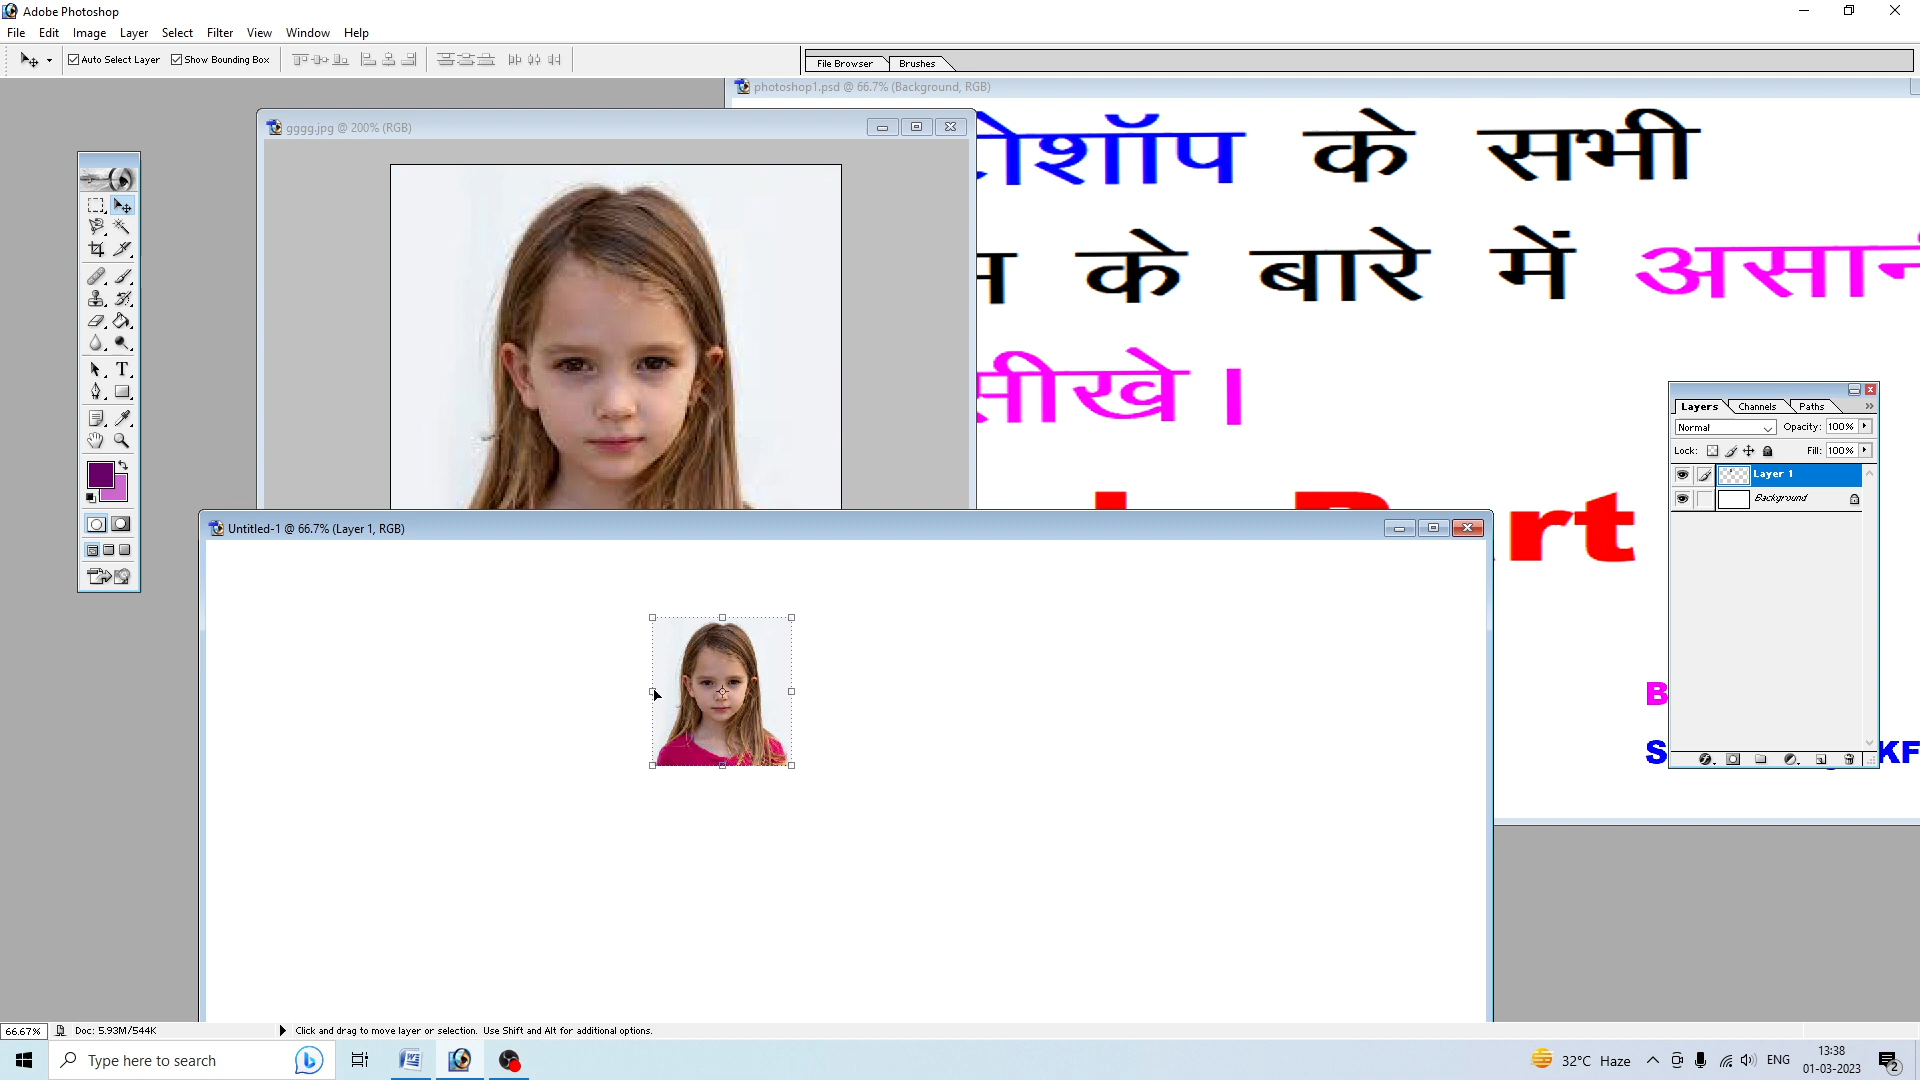 Adobe Photoshop
File Edit Image Layer Select Filter View Window Help
Auto Select Layer Show Bounding Box
File Browser Brushes
photoshop1.psd @ 66.7% (Background, RGB)
gggg.jpg @ 200% (RGB)
के सभी
के बारे में
सीखे ।
rt
Layers Channels Paths
Normal Opacity: 100%
Lock: Fill: 100%
Layer 1
Background
Untitled-1 @ 66.7% (Layer 1, RGB)
B
S KF
66.67% Doc: 5.93M/544K Click and drag to move layer or selection. Use Shift and Alt for additional options.
Type here to search
32°C Haze
ENG
13:38
01-03-2023
2